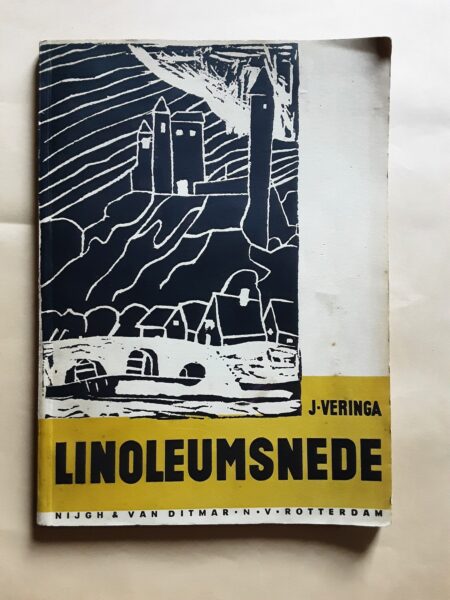 J·VERINGA
LINOLEUMSNEDE
NIJGH & VAN DITMAR·N·V·ROTTERDAM